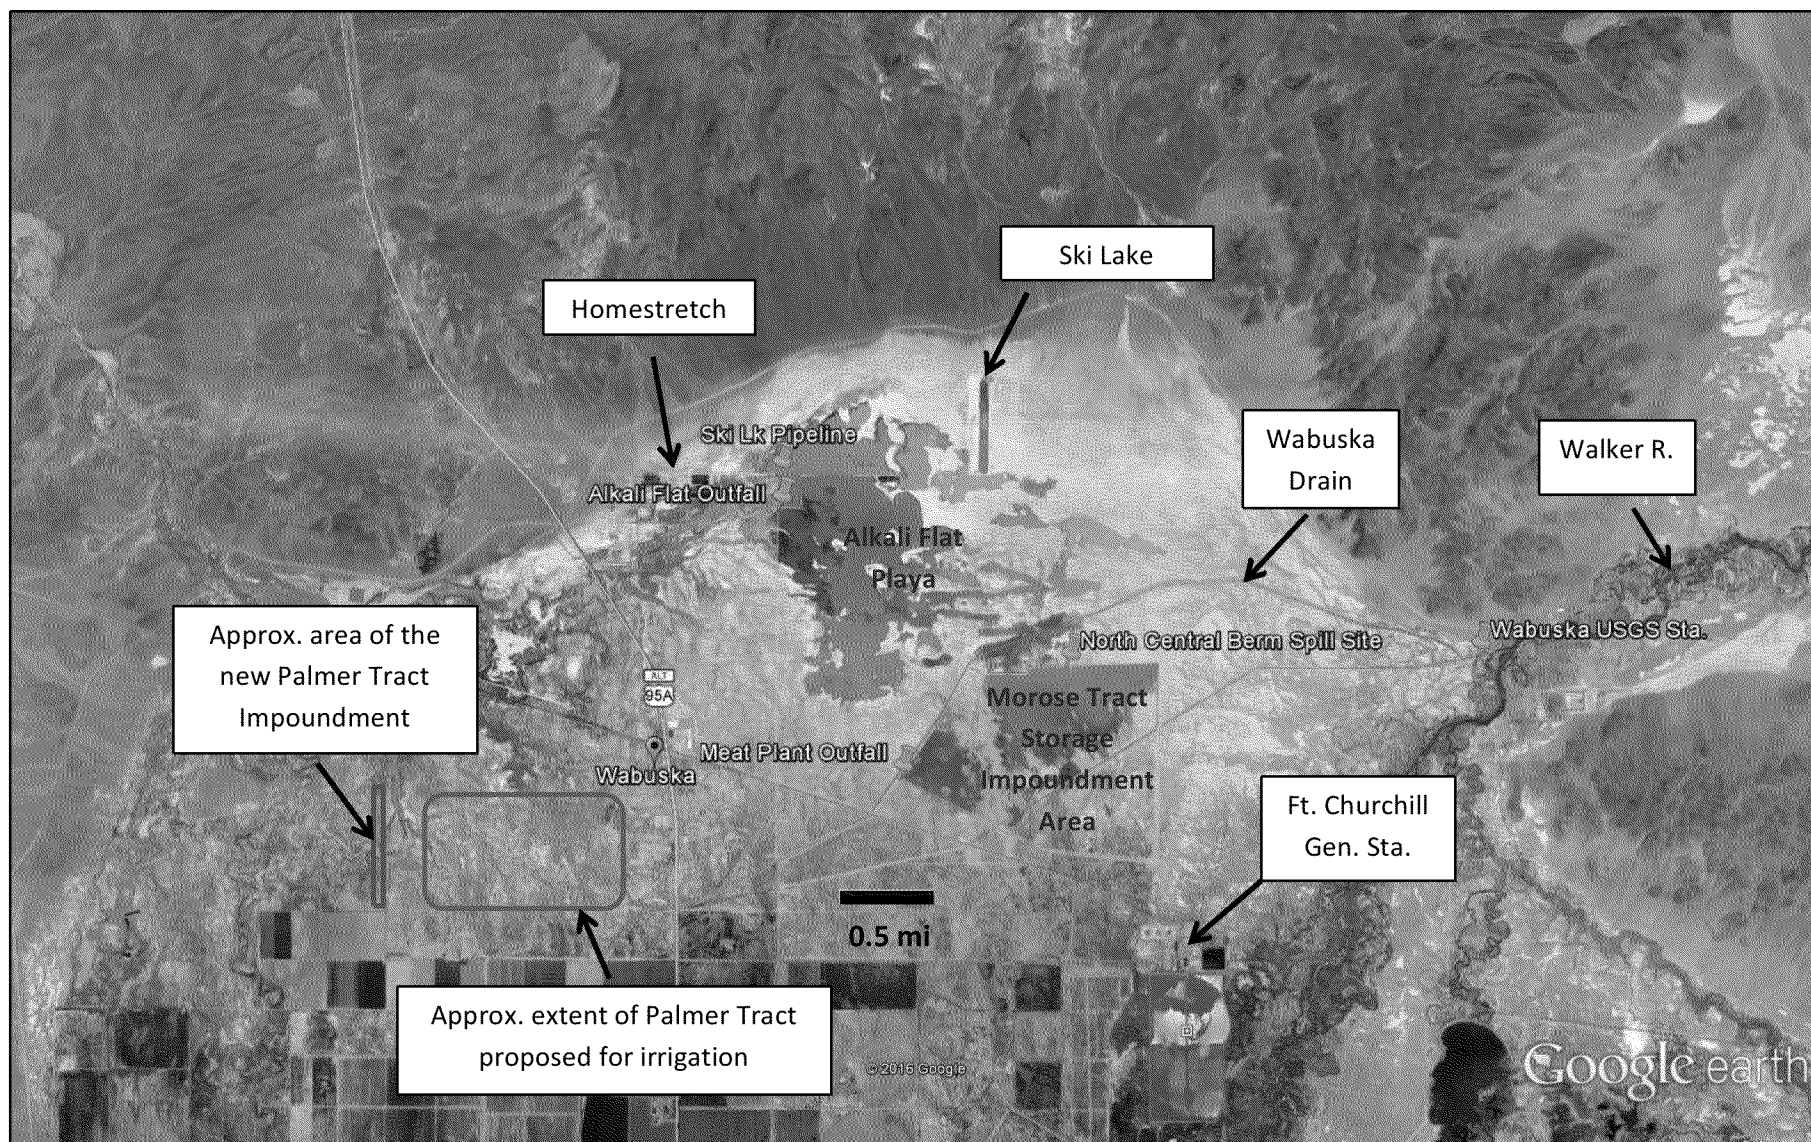 Ski Lake
Homestretch
Ski Lk Pipeline
Wabuska
Drain
Walker R.
Alkali Flat Outfall
Alkali Flat
Playa
Approx. area of the
new Palmer Tract
Impoundment
North Central Berm Spill Site
Wabuska USGS Sta.
ALT
95A
Morose Tract
Storage
Impoundment
Area
Meat Plant Outfall
Wabuska
Ft. Churchill
Gen. Sta.
0.5 mi
Approx. extent of Palmer Tract
proposed for irrigation
© 2015 Google
Google earth